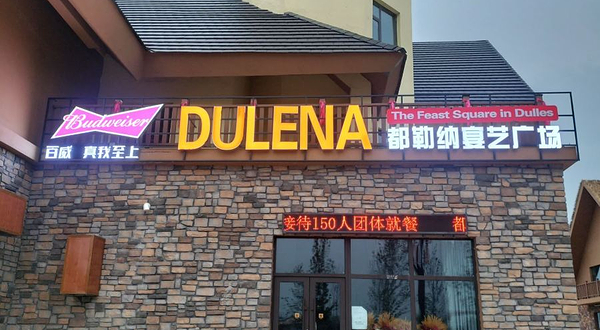 Budweiser
百威 真我至上
DULENA
The Feast Square in Dulles
都勒纳宴艺广场
接待150人团体就餐 都